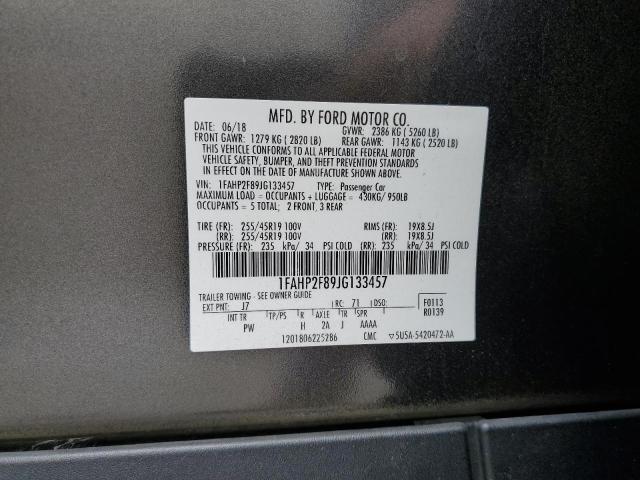 MFD. BY FORD MOTOR CO.
DATE: 06/18 GVWR: 2386 KG ( 5260 LB)
FRONT GAWR: 1279 KG ( 2820 LB) REAR GAWR: 1143 KG ( 2520 LB)
THIS VEHICLE CONFORMS TO ALL APPLICABLE FEDERAL MOTOR
VEHICLE SAFETY, BUMPER, AND THEFT PREVENTION STANDARDS
IN EFFECT ON THE DATE OF MANUFACTURE SHOWN ABOVE.
VIN: 1FAHP2F89JG133457 TYPE: Passenger Car
MAXIMUM LOAD = OCCUPANTS + LUGGAGE = 430KG/ 950LB
OCCUPANTS = 5 TOTAL; 2 FRONT, 3 REAR
TIRE (FR): 255/45R19 100V RIMS (FR): 19X8.5J
(RR): 255/45R19 100V (RR): 19X8.5J
PRESSURE (FR): 235 kPa/ 34 PSI COLD (RR): 235 kPa/ 34 PSI COLD
1FAHP2F89JG133457
TRAILER TOWING - SEE OWNER GUIDE
EXT PNT: J7 RC: 71 DSO: F0113
R0139
INT TR TP/PS R AXLE TR SPR
PW H 2A J AAAA
1201806225286 CMC 5U5A-5420472-AA